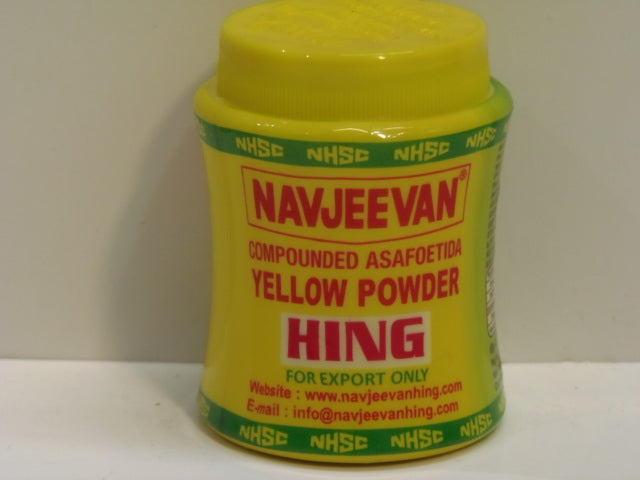 NHSC NHSC NHSC NHSC
NAVJEEVAN®
COMPOUNDED ASAFOETIDA
YELLOW POWDER
HING
FOR EXPORT ONLY
Website : www.navjeevanhing.com
E-mail : info@navjeevanhing.com
NHSC NHSC NHSC NHSC